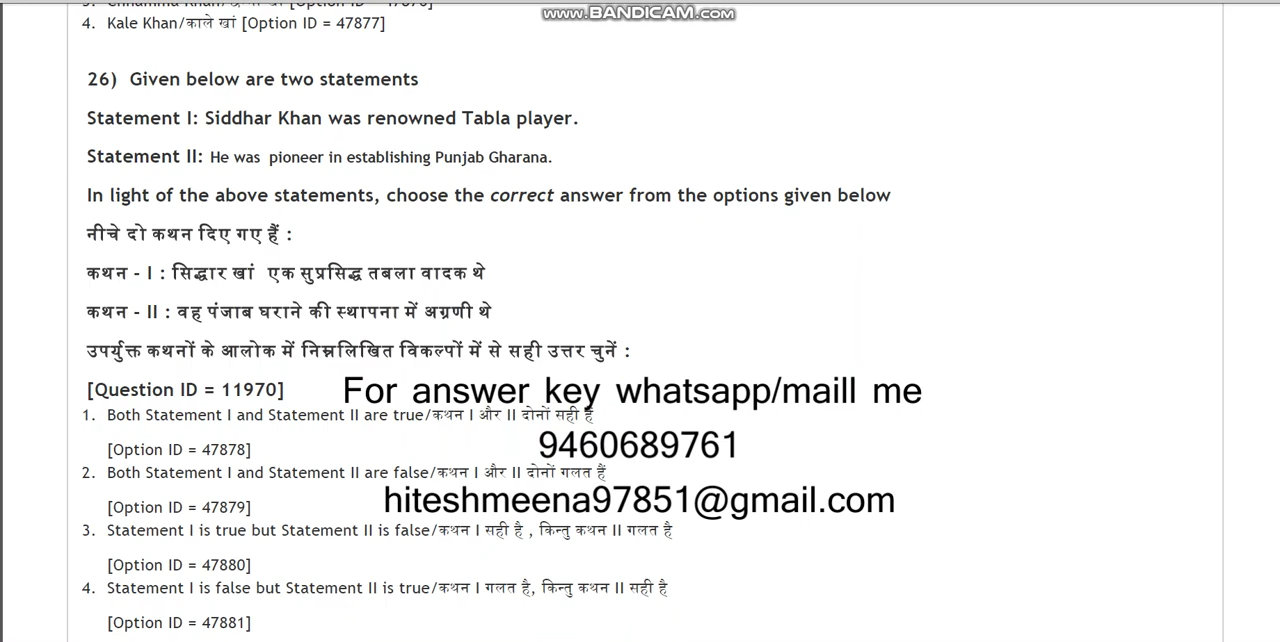 www.BANDICAM.com
4. Kale Khan/काले खां [Option ID = 47877]
26) Given below are two statements
Statement I: Siddhar Khan was renowned Tabla player.
Statement II: He was pioneer in establishing Punjab Gharana.
In light of the above statements, choose the correct answer from the options given below
नीचे दो कथन दिए गए हैं :
कथन - I : सिद्धार खां एक सुप्रसिद्ध तबला वादक थे
कथन - II : वह पंजाब घराने की स्थापना में अग्रणी थे
उपर्युक्त कथनों के आलोक में निम्नलिखित विकल्पों में से सही उत्तर चुनें :
[Question ID = 11970]
For answer key whatsapp/maill me
1. Both Statement I and Statement II are true/कथन I और II दोनों सही हैं
9460689761
[Option ID = 47878]
2. Both Statement I and Statement II are false/कथन I और II दोनों गलत हैं
hiteshmeena97851@gmail.com
[Option ID = 47879]
3. Statement I is true but Statement II is false/कथन I सही है , किन्तु कथन II गलत है
[Option ID = 47880]
4. Statement I is false but Statement II is true/कथन I गलत है, किन्तु कथन II सही है
[Option ID = 47881]